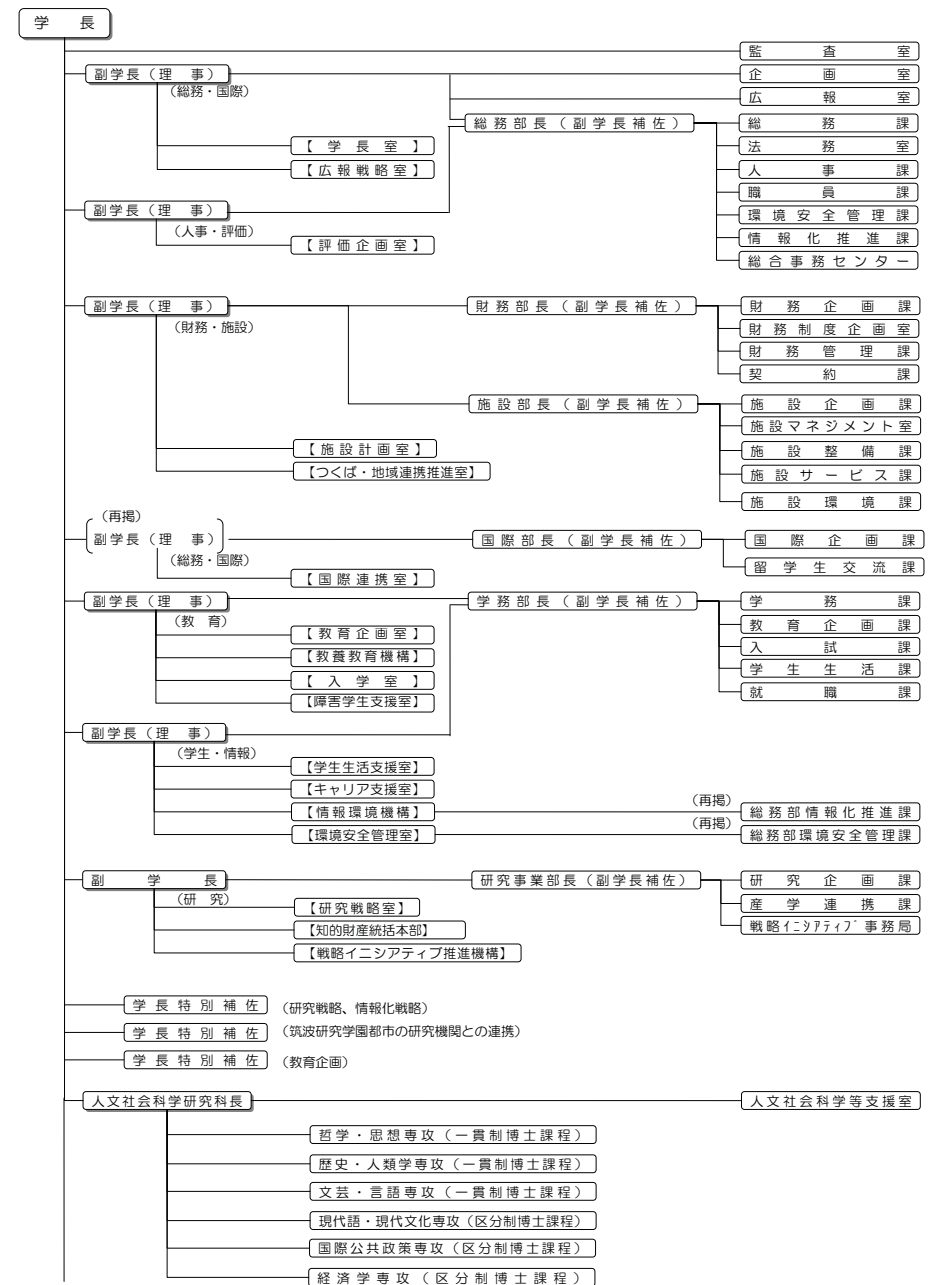 学長
監査室
副学長（理事）
企画室
（総務・国際）
広報室
総務部長（副学長補佐）
総務課
【学長室】
法務室
【広報戦略室】
人事課
職員課
副学長（理事）
環境安全管理課
（人事・評価）
情報化推進課
【評価企画室】
総合事務センター
副学長（理事）
財務部長（副学長補佐）
財務企画課
（財務・施設）
財務制度企画室
財務管理課
契約課
施設部長（副学長補佐）
施設企画課
施設マネジメント室
【施設計画室】
施設整備課
【つくば・地域連携推進室】
施設サービス課
施設環境課
（再掲）
副学長（理事）
国際部長（副学長補佐）
国際企画課
（総務・国際）
留学生交流課
【国際連携室】
副学長（理事）
学務部長（副学長補佐）
学務課
（教育）
教育企画課
【教育企画室】
入試課
【教養教育機構】
学生生活課
【入学室】
就職課
【障害学生支援室】
副学長（理事）
（学生・情報）
【学生生活支援室】
【キャリア支援室】
（再掲）
【情報環境機構】
総務部情報化推進課
（再掲）
【環境安全管理室】
総務部環境安全管理課
副学長
研究事業部長（副学長補佐）
研究企画課
（研究）
産学連携課
【研究戦略室】
戦略イニシアティブ事務局
【知的財産統括本部】
【戦略イニシアティブ推進機構】
学長特別補佐
（研究戦略、情報化戦略）
学長特別補佐
（筑波研究学園都市の研究機関との連携）
学長特別補佐
（教育企画）
人文社会科学研究科長
人文社会科学等支援室
哲学・思想専攻（一貫制博士課程）
歴史・人類学専攻（一貫制博士課程）
文芸・言語専攻（一貫制博士課程）
現代語・現代文化専攻（区分制博士課程）
国際公共政策専攻（区分制博士課程）
経済学専攻（区分制博士課程）